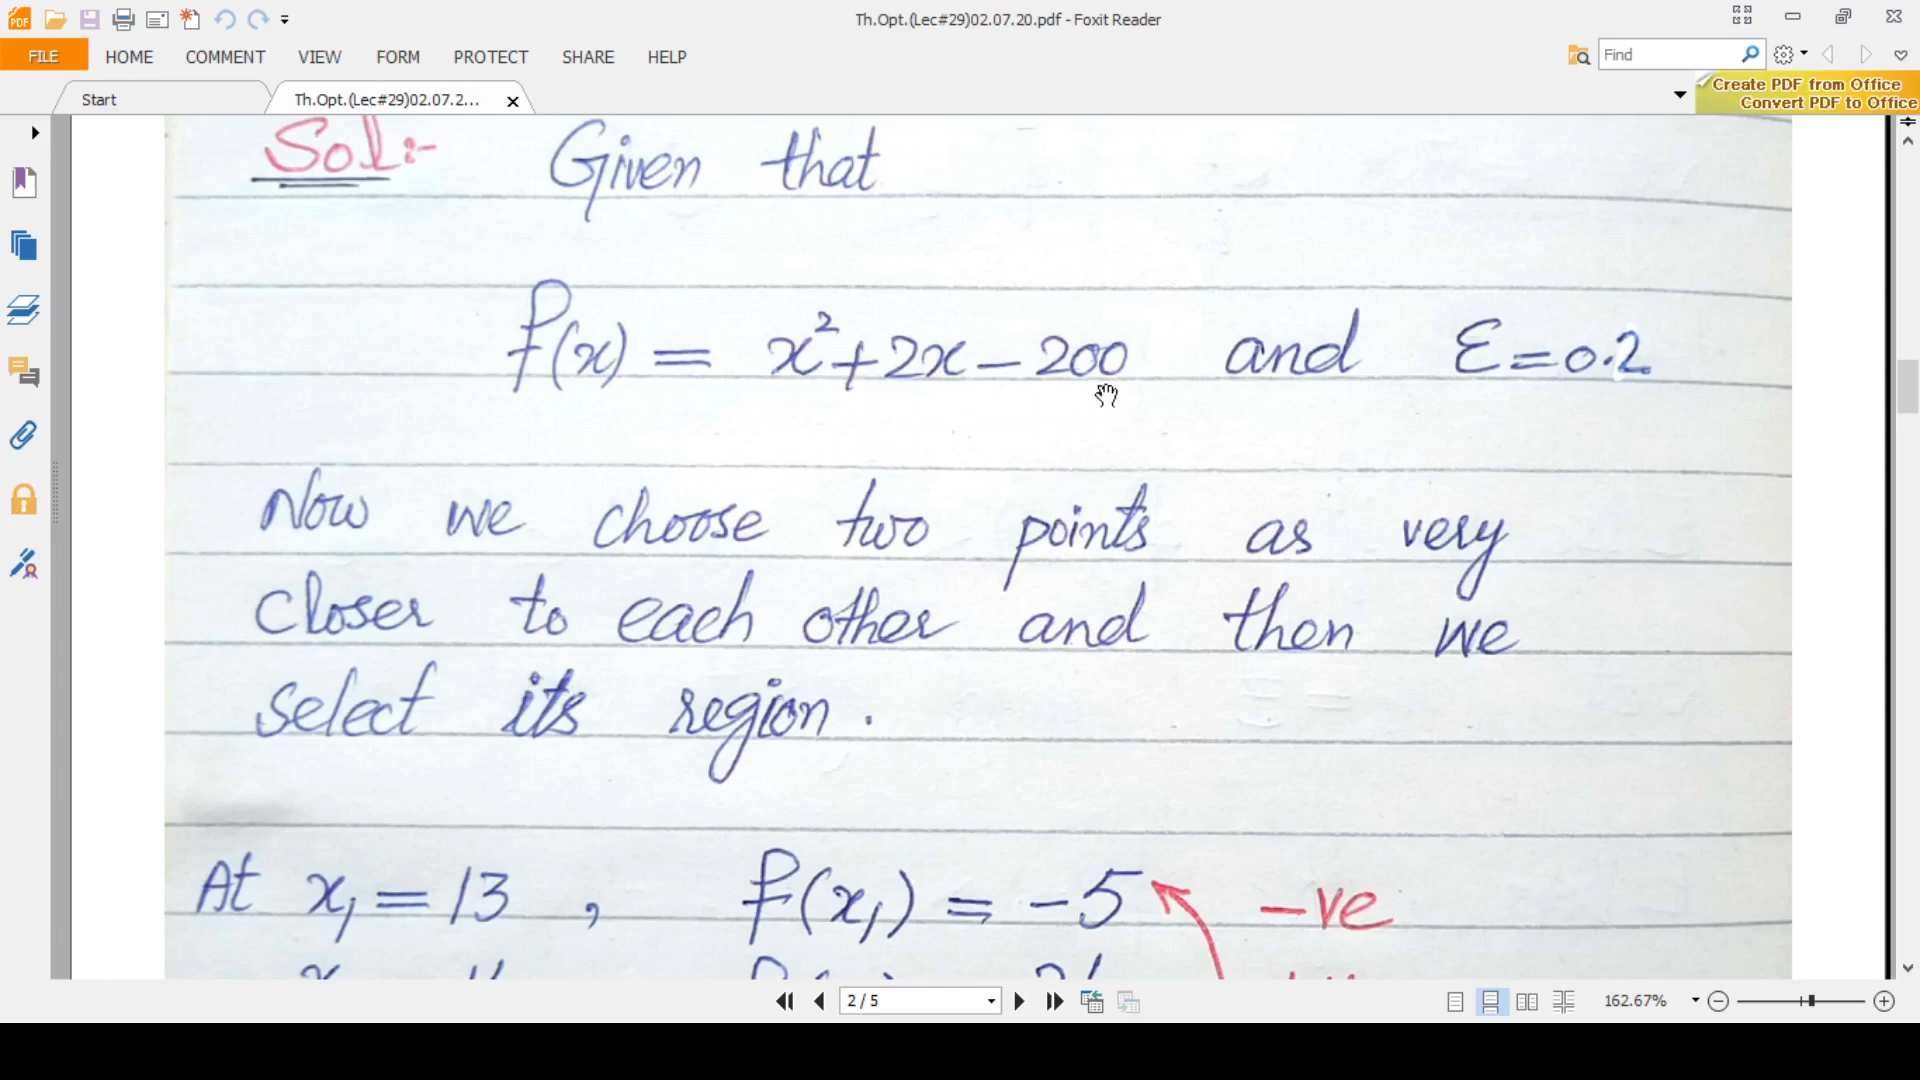 Th.Opt.(Lec#29)02.07.20.pdf - Foxit Reader
FILE HOME COMMENT VIEW FORM PROTECT SHARE HELP
Find
Create PDF from Office
Convert PDF to Office
Start Th.Opt.(Lec#29)02.07.2...
Sol:- Given that
f(x) = x²+2x-200 and ε=0.2
Now we choose two points as very
closer to each other and then we
select its region.
At x₁=13 , f(x₁) = -5 -ve
2 / 5 162.67%